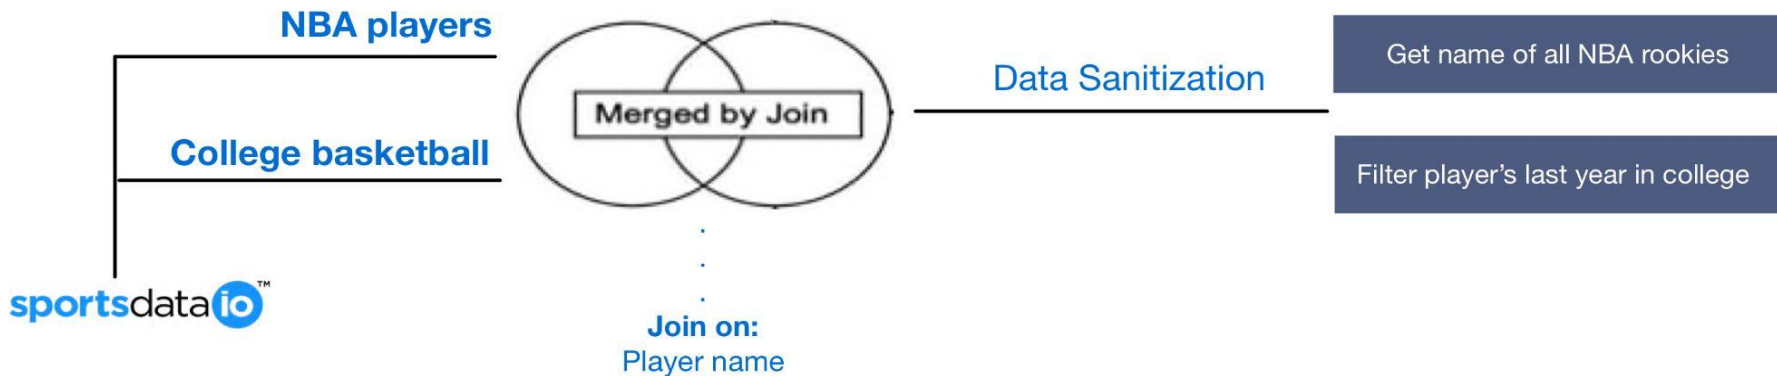 NBA players
College basketball
sportsdataio™
Merged by Join
Join on:
Player name
Data Sanitization
Get name of all NBA rookies
Filter player’s last year in college